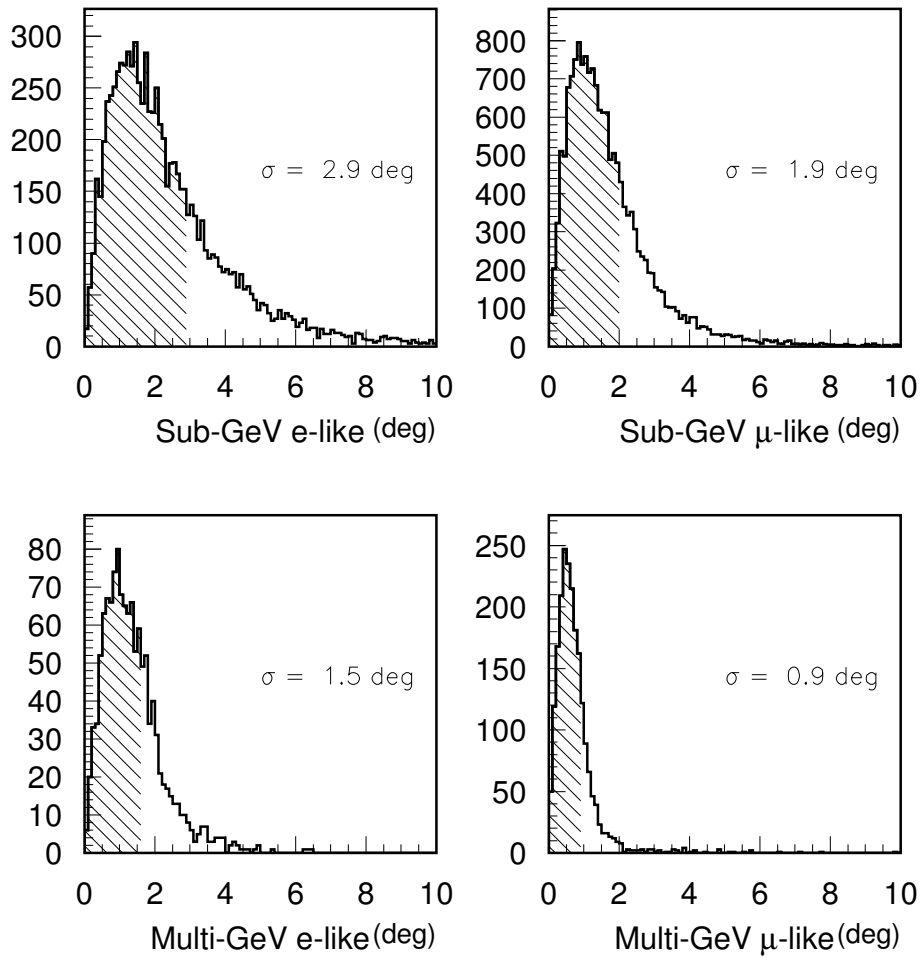 300
250
200
150
100
50
0
σ = 2.9 deg
0 2 4 6 8 10
Sub-GeV e-like (deg)
800
700
600
500
400
300
200
100
0
σ = 1.9 deg
0 2 4 6 8 10
Sub-GeV μ-like (deg)
80
70
60
50
40
30
20
10
0
σ = 1.5 deg
0 2 4 6 8 10
Multi-GeV e-like (deg)
250
200
150
100
50
0
σ = 0.9 deg
0 2 4 6 8 10
Multi-GeV μ-like (deg)